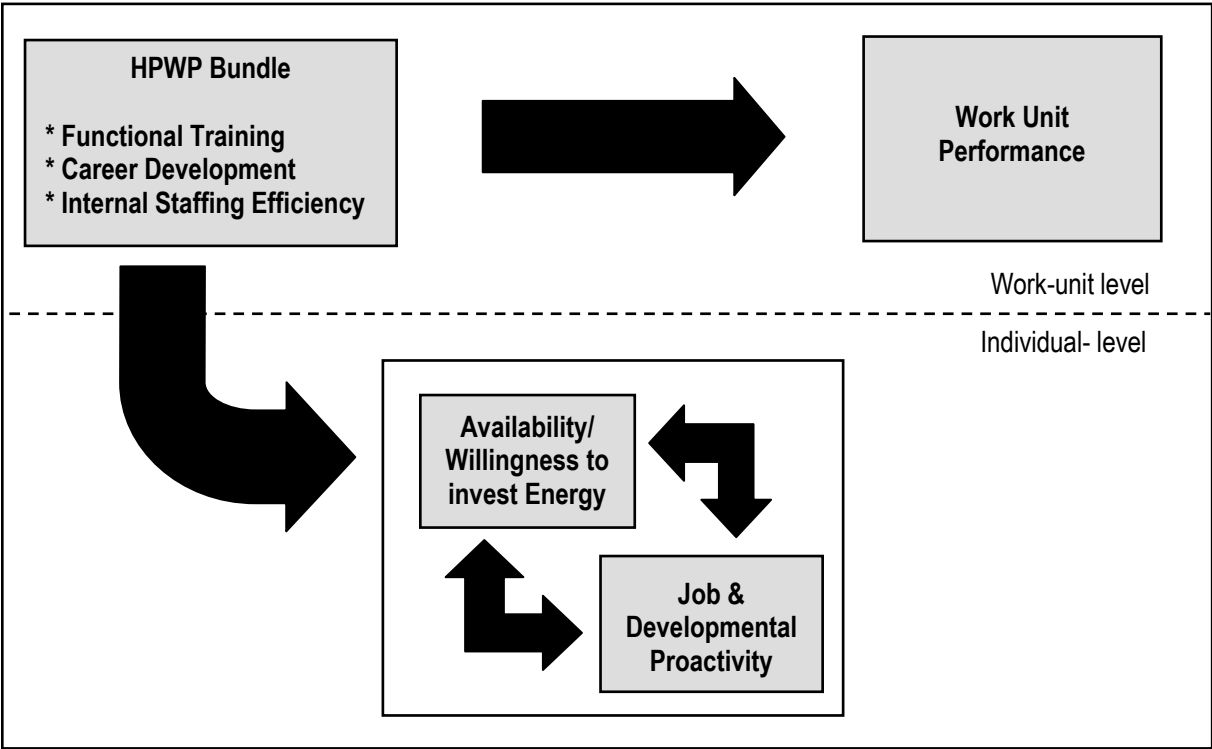 HPWP Bundle
* Functional Training
* Career Development
* Internal Staffing Efficiency
Work Unit
Performance
Work-unit level
Individual- level
Availability/
Willingness to
invest Energy
Job &
Developmental
Proactivity